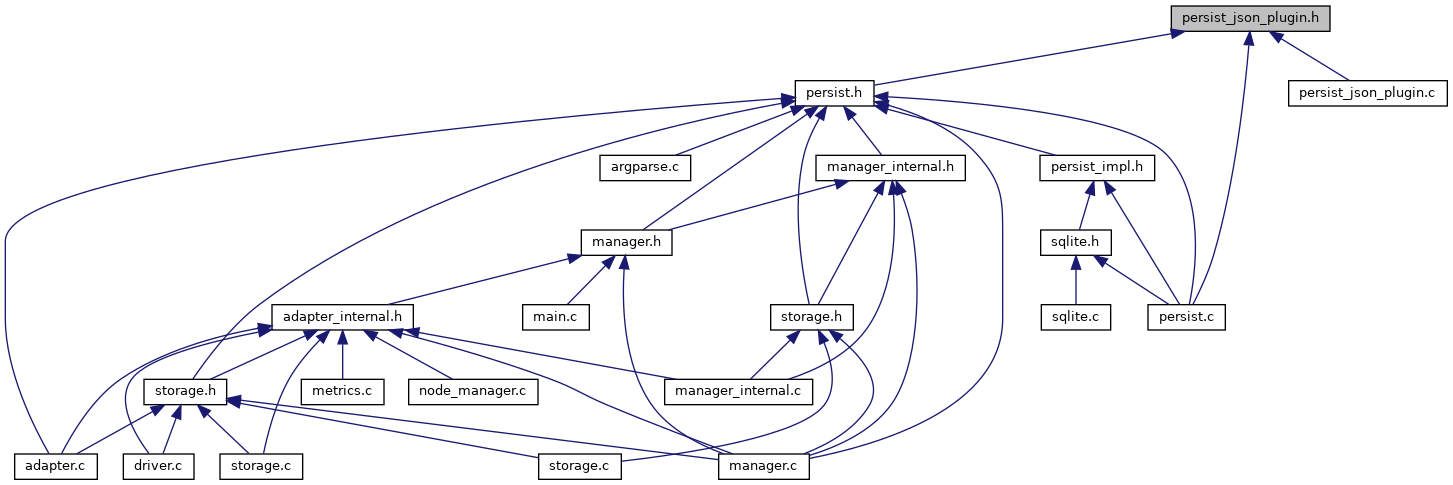 persist_json_plugin.h
persist.h
persist_json_plugin.c
argparse.c
manager_internal.h
persist_impl.h
manager.h
sqlite.h
adapter_internal.h
main.c
storage.h
sqlite.c
persist.c
storage.h
metrics.c
node_manager.c
manager_internal.c
adapter.c
driver.c
storage.c
storage.c
manager.c